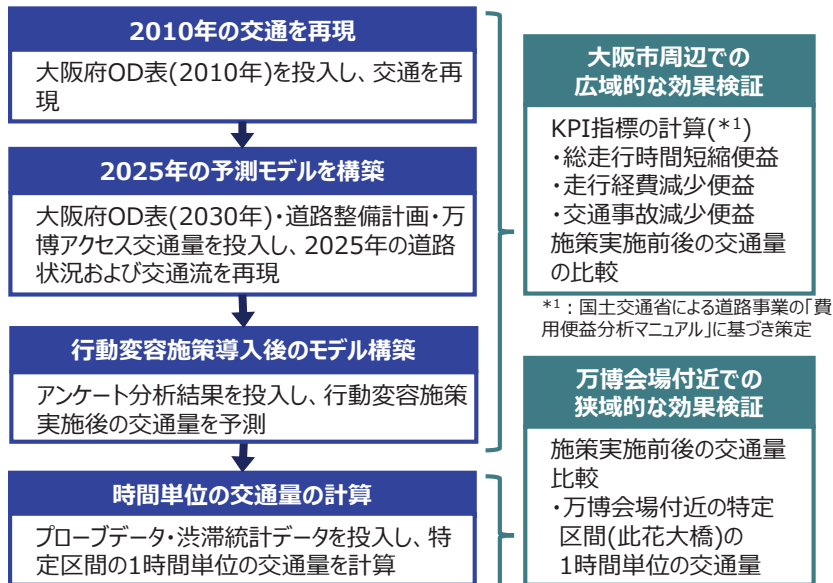 2010年の交通を再現
大阪府OD表(2010年)を投入し、交通を再
現
2025年の予測モデルを構築
大阪府OD表(2030年)・道路整備計画・万
博アクセス交通量を投入し、2025年の道路
状況および交通流を再現
行動変容施策導入後のモデル構築
アンケート分析結果を投入し、行動変容施策
実施後の交通量を予測
時間単位の交通量の計算
プローブデータ・渋滞統計データを投入し、特
定区間の1時間単位の交通量を計算
大阪市周辺での
広域的な効果検証
KPI指標の計算(*1)
・総走行時間短縮便益
・走行経費減少便益
・交通事故減少便益
施策実施前後の交通量
の比較
*1：国土交通省による道路事業の「費
用便益分析マニュアル」に基づき策定
万博会場付近での
狭域的な効果検証
施策実施前後の交通量
比較
・万博会場付近の特定
区間(此花大橋)の
1時間単位の交通量